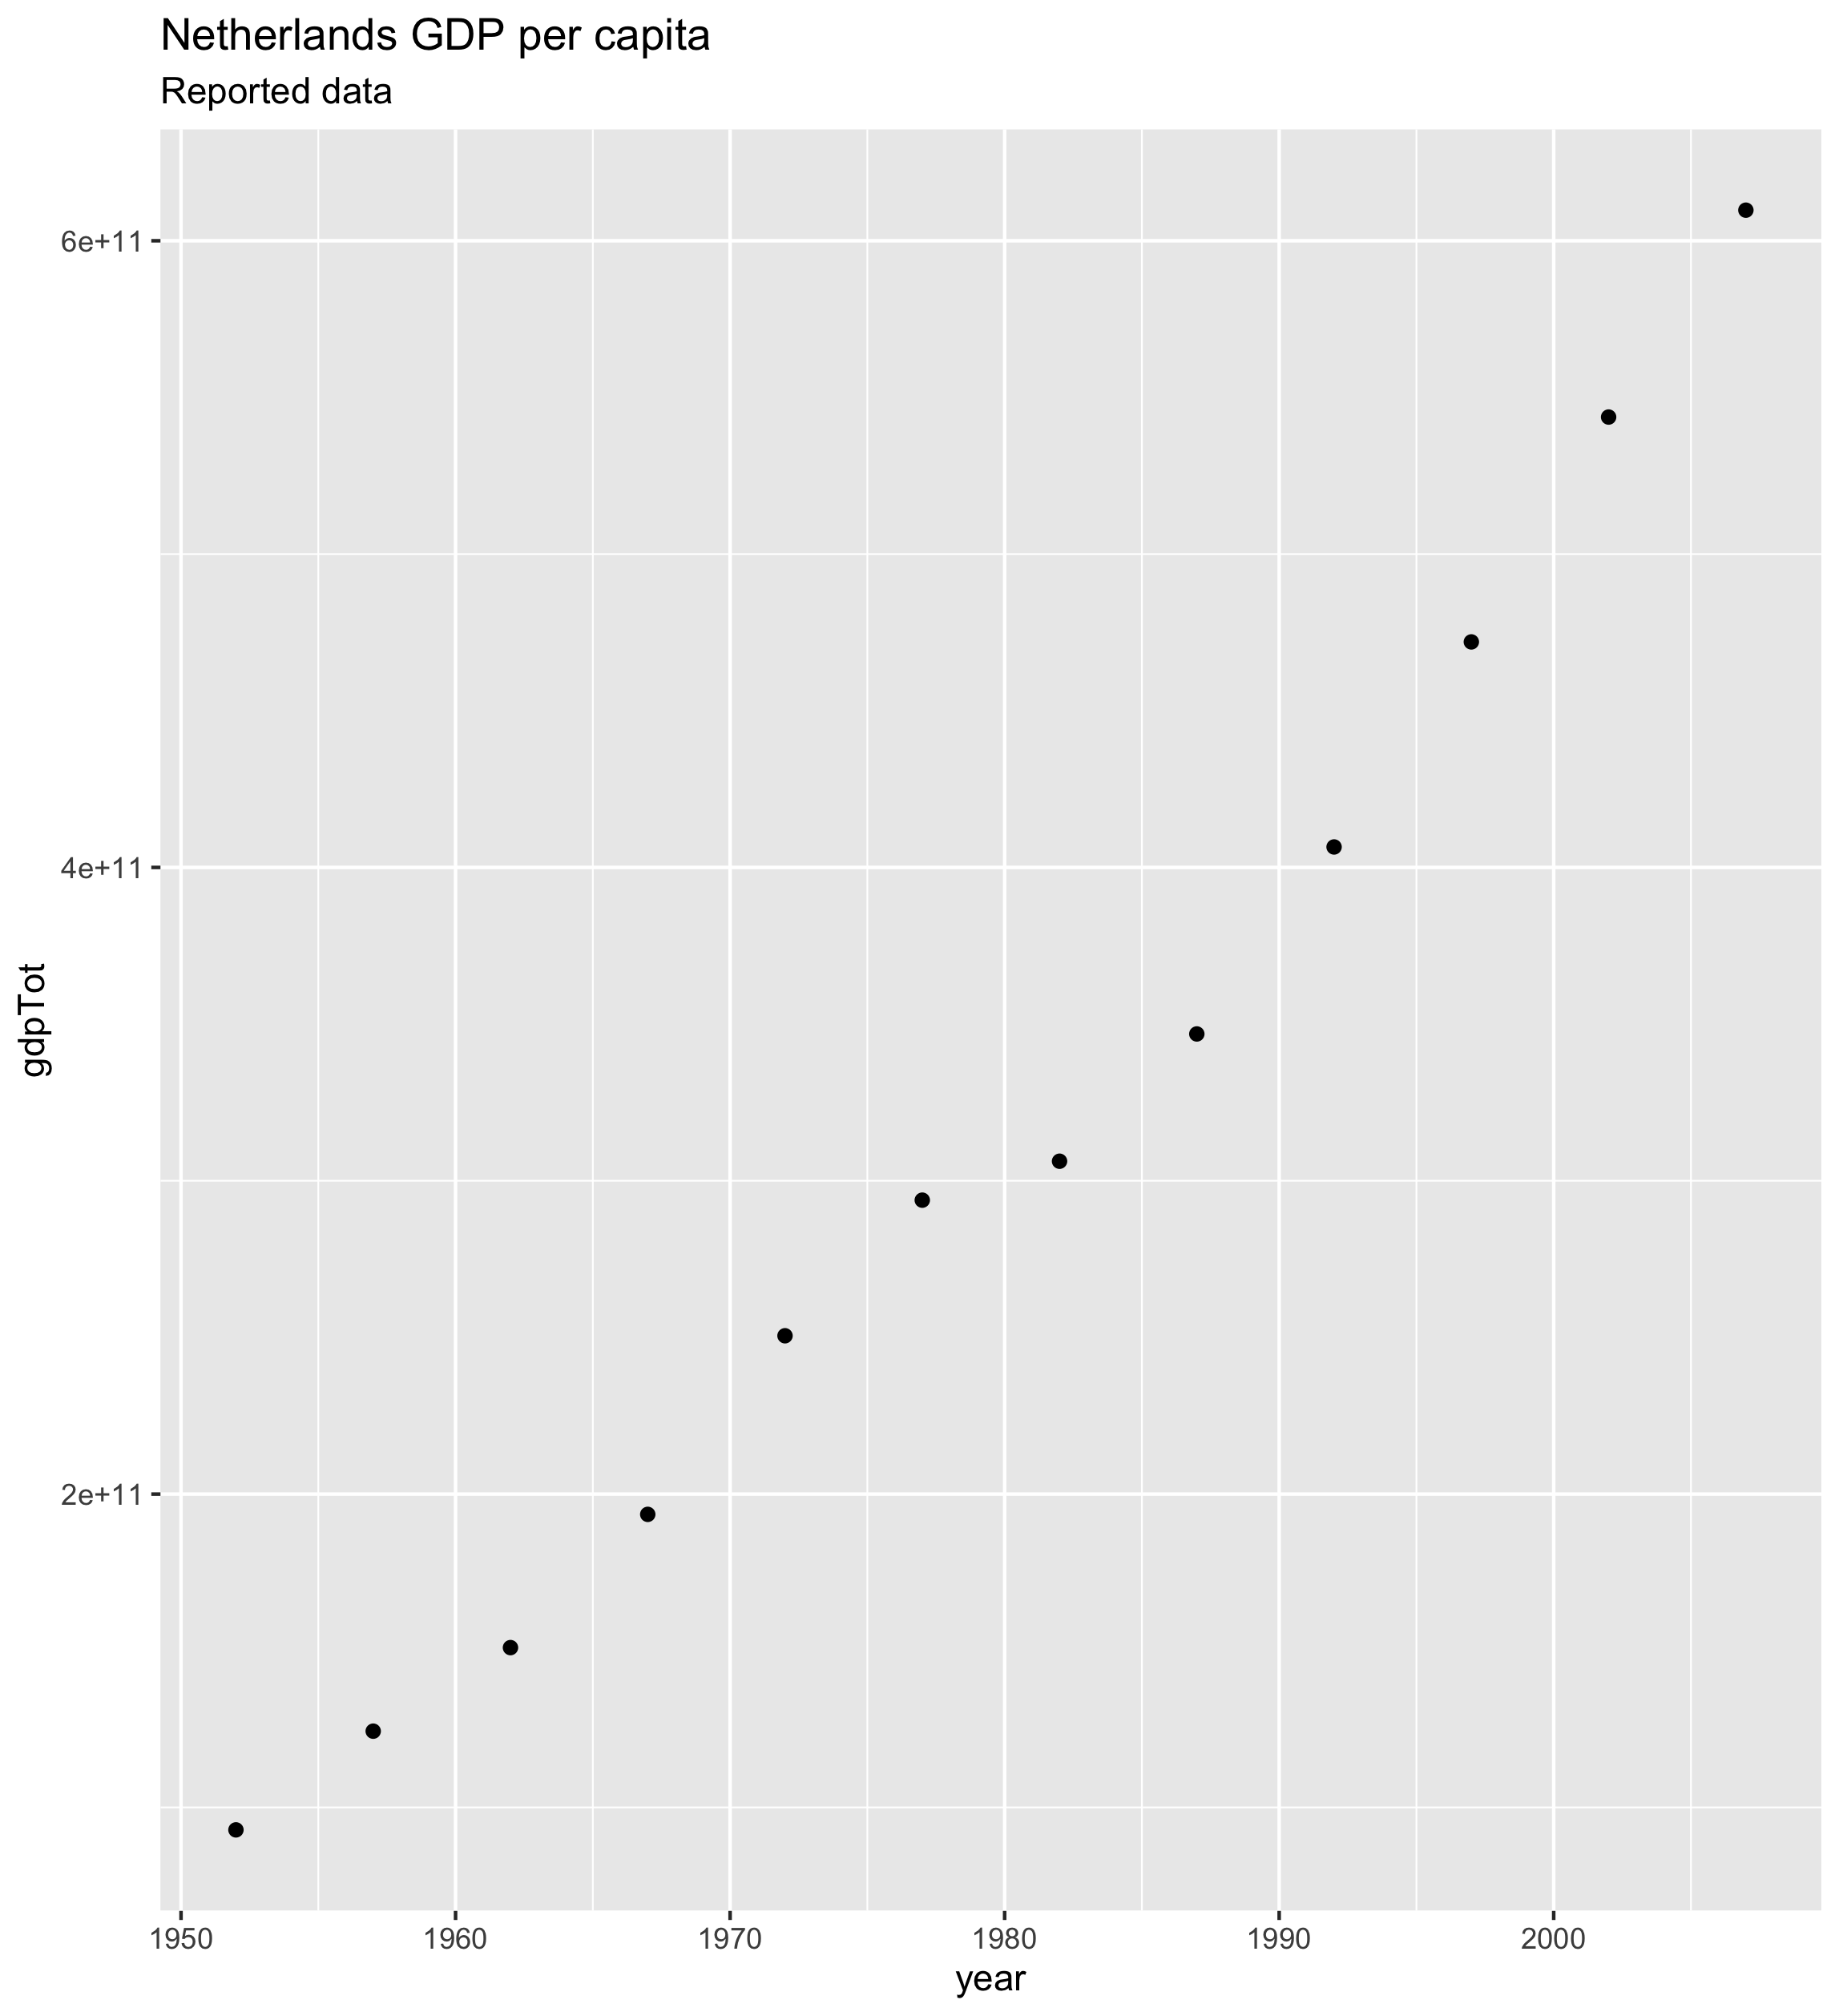 Netherlands GDP per capita
Reported data
6e+11
4e+11
2e+11
gdpTot
1950 1960 1970 1980 1990 2000
year